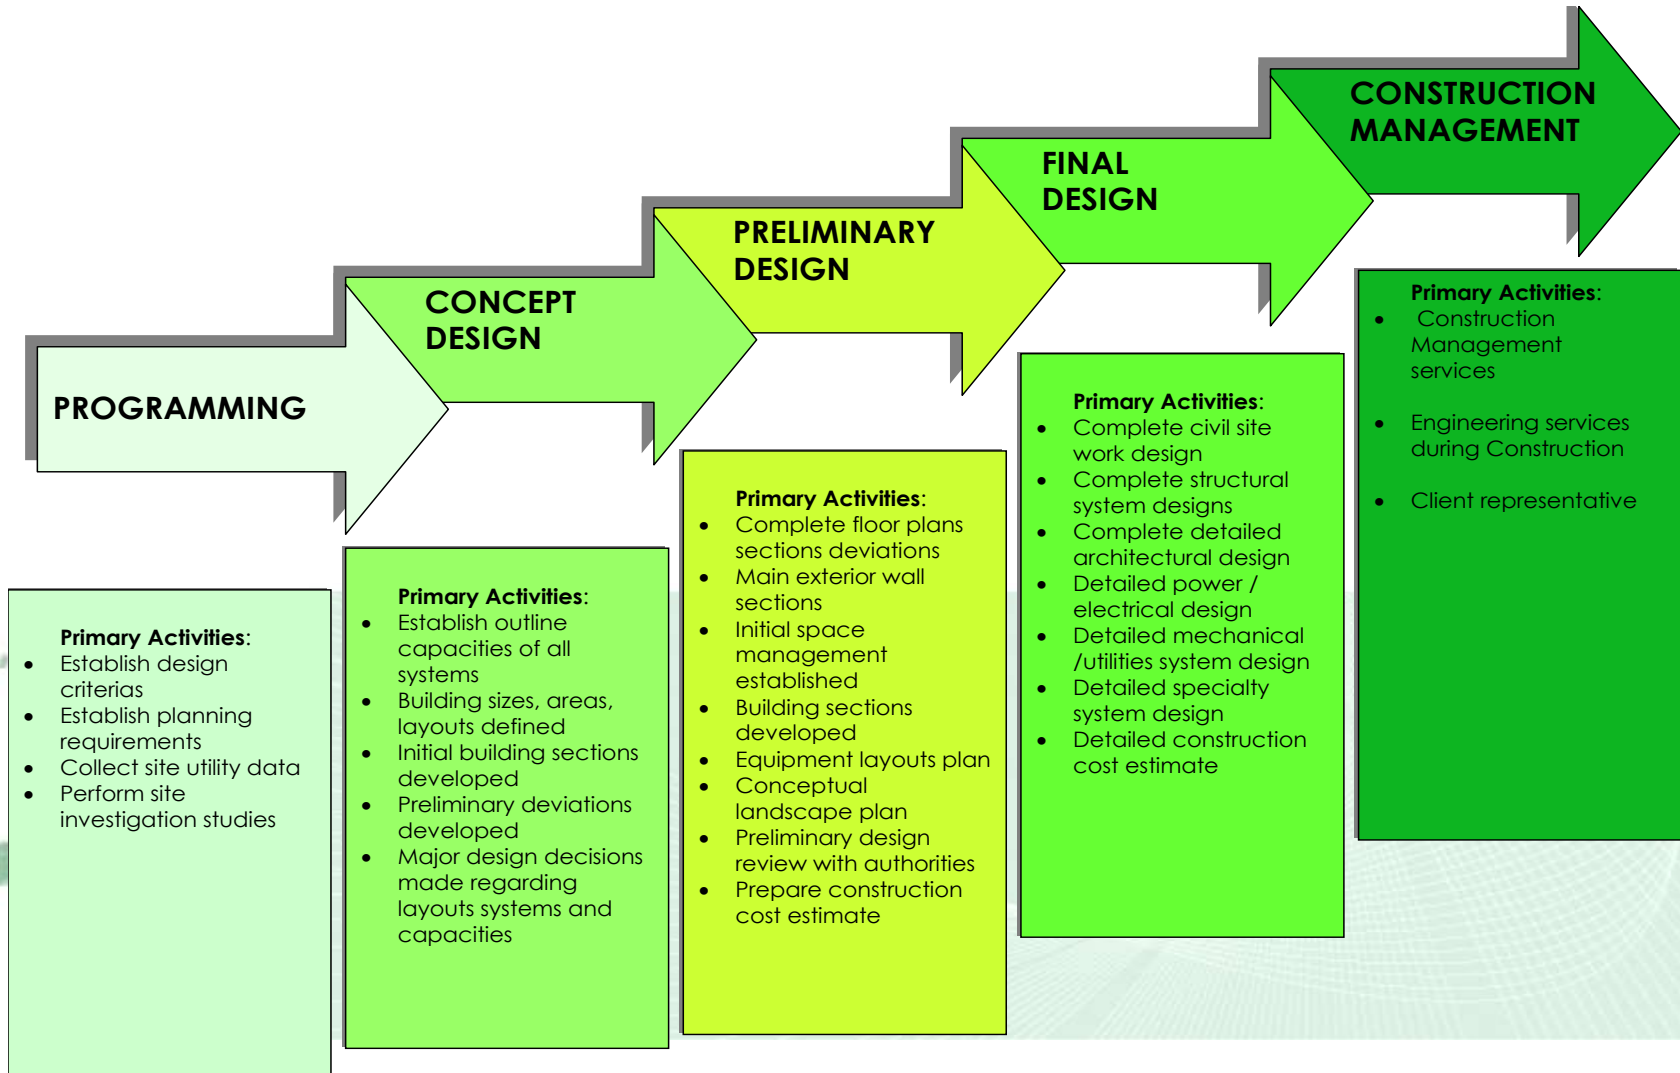 PROGRAMMING
Primary Activities:
• Establish design
criterias
• Establish planning
requirements
• Collect site utility data
• Perform site
investigation studies
CONCEPT
DESIGN
Primary Activities:
• Establish outline
capacities of all
systems
• Building sizes, areas,
layouts defined
• Initial building sections
developed
• Preliminary deviations
developed
• Major design decisions
made regarding
layouts systems and
capacities
PRELIMINARY
DESIGN
Primary Activities:
• Complete floor plans
sections deviations
• Main exterior wall
sections
• Initial space
management
established
• Building sections
developed
• Equipment layouts plan
• Conceptual
landscape plan
• Preliminary design
review with authorities
• Prepare construction
cost estimate
FINAL
DESIGN
Primary Activities:
• Complete civil site
work design
• Complete structural
system designs
• Complete detailed
architectural design
• Detailed power /
electrical design
• Detailed mechanical
/utilities system design
• Detailed specialty
system design
• Detailed construction
cost estimate
CONSTRUCTION
MANAGEMENT
Primary Activities:
• Construction
Management
services
• Engineering services
during Construction
• Client representative